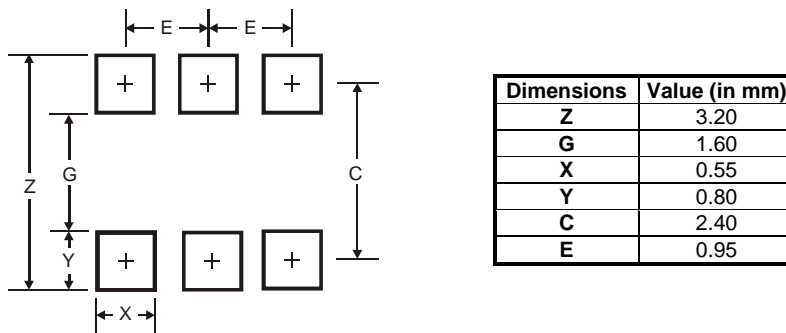 E E
Z
G
Y
X
C
Dimensions Value (in mm)
Z 3.20
G 1.60
X 0.55
Y 0.80
C 2.40
E 0.95